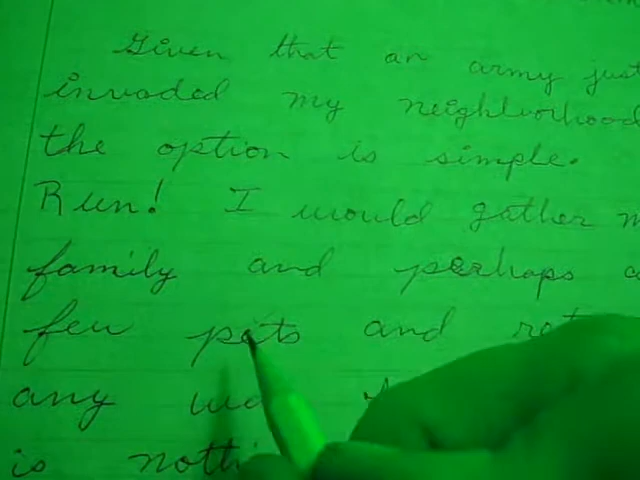 Given that an army just
invaded my neighborhood
the option is simple.
Run! I would gather
family and perhaps a
few pets and
any
is